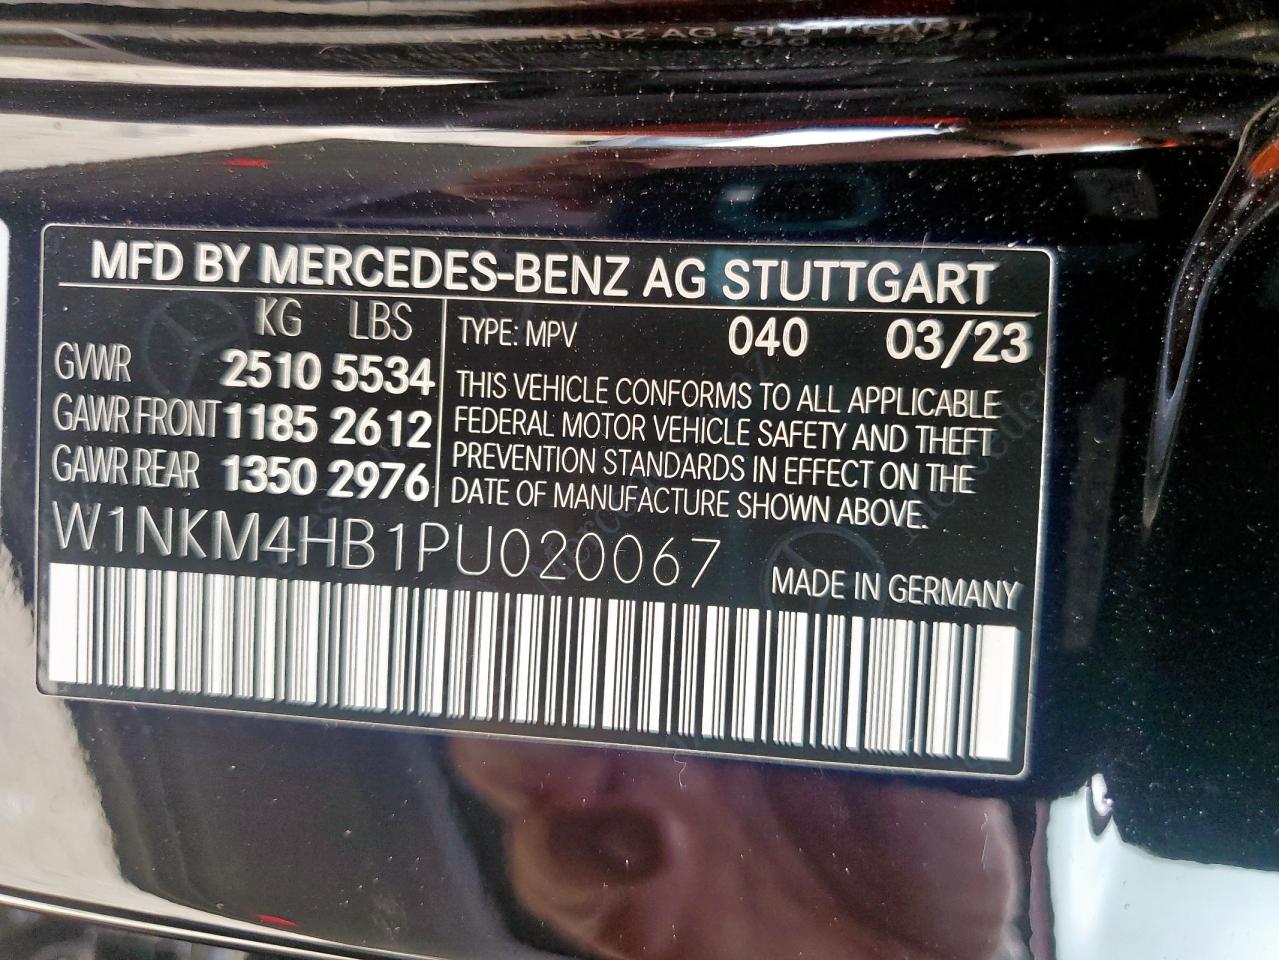 MFD BY MERCEDES-BENZ AG STUTTGART
KG LBS
GVWR 2510 5534
GAWR FRONT 1185 2612
GAWR REAR 1350 2976
TYPE: MPV 040 03/23
THIS VEHICLE CONFORMS TO ALL APPLICABLE
FEDERAL MOTOR VEHICLE SAFETY AND THEFT
PREVENTION STANDARDS IN EFFECT ON THE
DATE OF MANUFACTURE SHOWN ABOVE.
W1NKM4HB1PU020067
MADE IN GERMANY